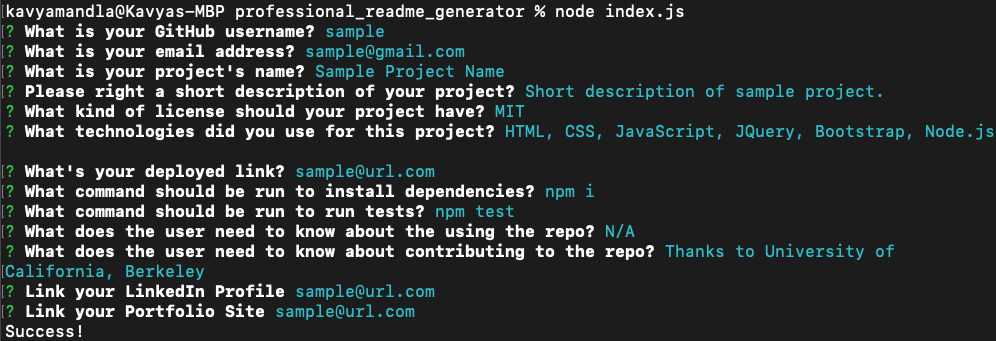 kavyamandla@Kavyas-MBP professional_readme_generator % node index.js
? What is your GitHub username? sample
? What is your email address? sample@gmail.com
? What is your project's name? Sample Project Name
? Please right a short description of your project? Short description of sample project.
? What kind of license should your project have? MIT
? What technologies did you use for this project? HTML, CSS, JavaScript, JQuery, Bootstrap, Node.js
? What's your deployed link? sample@url.com
? What command should be run to install dependencies? npm i
? What command should be run to run tests? npm test
? What does the user need to know about the using the repo? N/A
? What does the user need to know about contributing to the repo? Thanks to University of
California, Berkeley
? Link your LinkedIn Profile sample@url.com
? Link your Portfolio Site sample@url.com
Success!